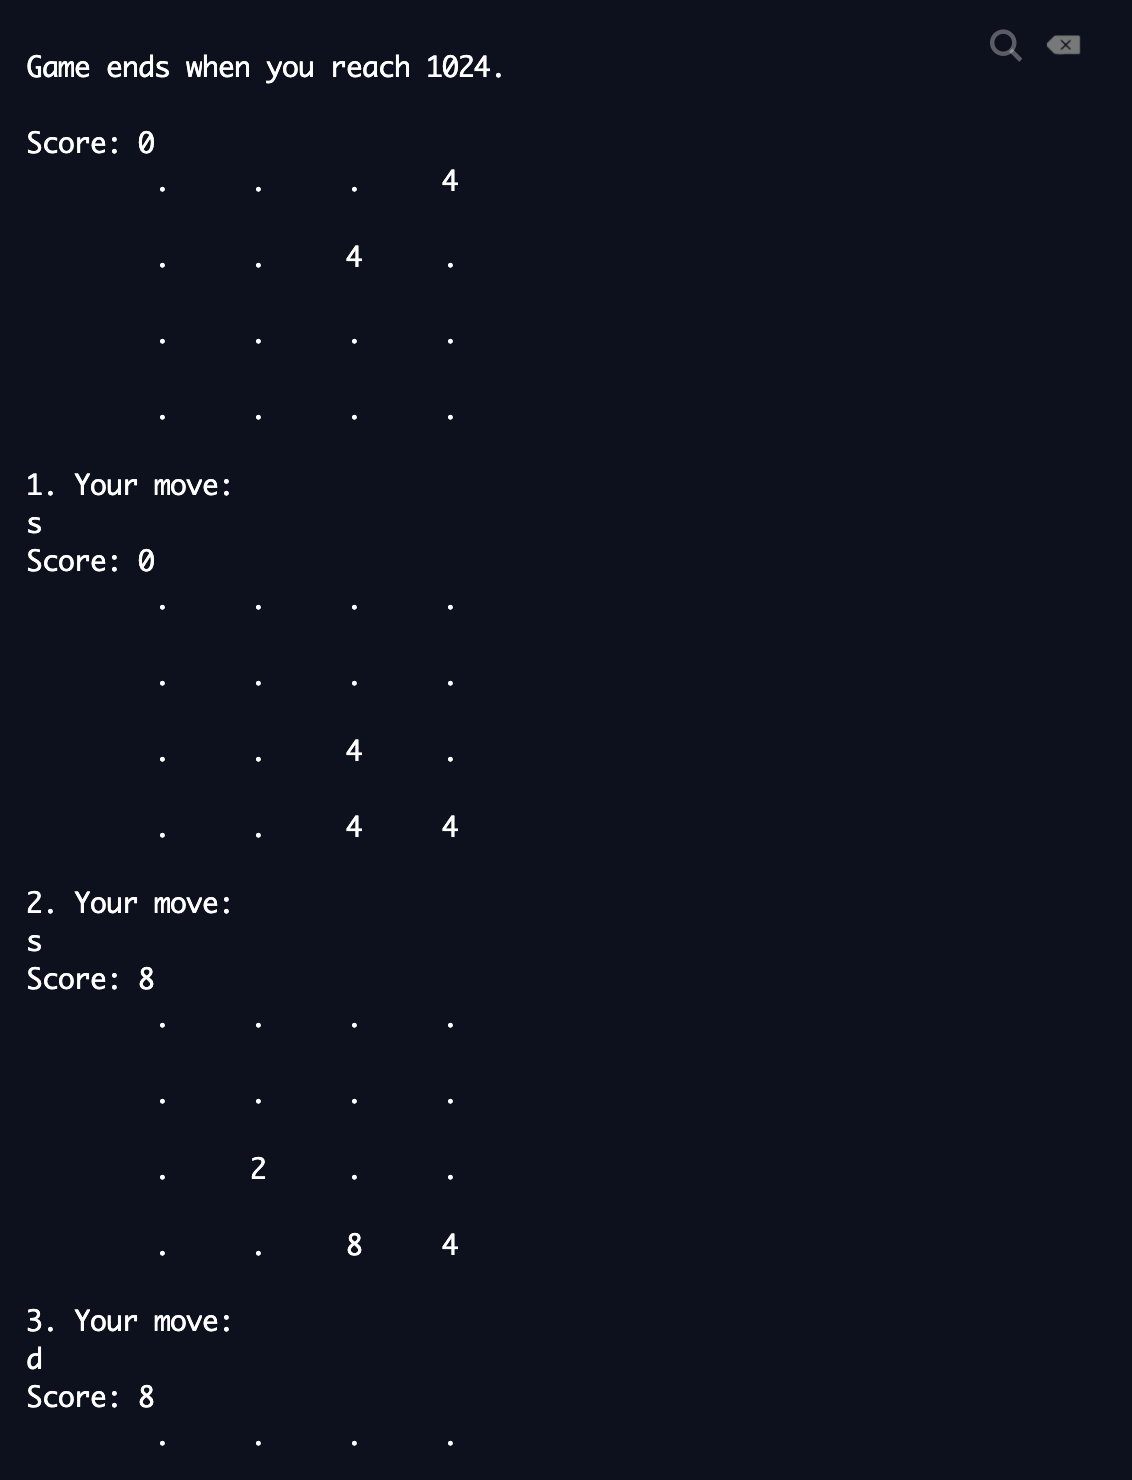 Game ends when you reach 1024.
Score: 0
. . . 4
. . 4 .
. . . .
. . . .
1. Your move:
s
Score: 0
. . . .
. . . .
. . 4 .
. . 4 4
2. Your move:
s
Score: 8
. . . .
. . . .
. 2 . .
. . 8 4
3. Your move:
d
Score: 8
. . . .